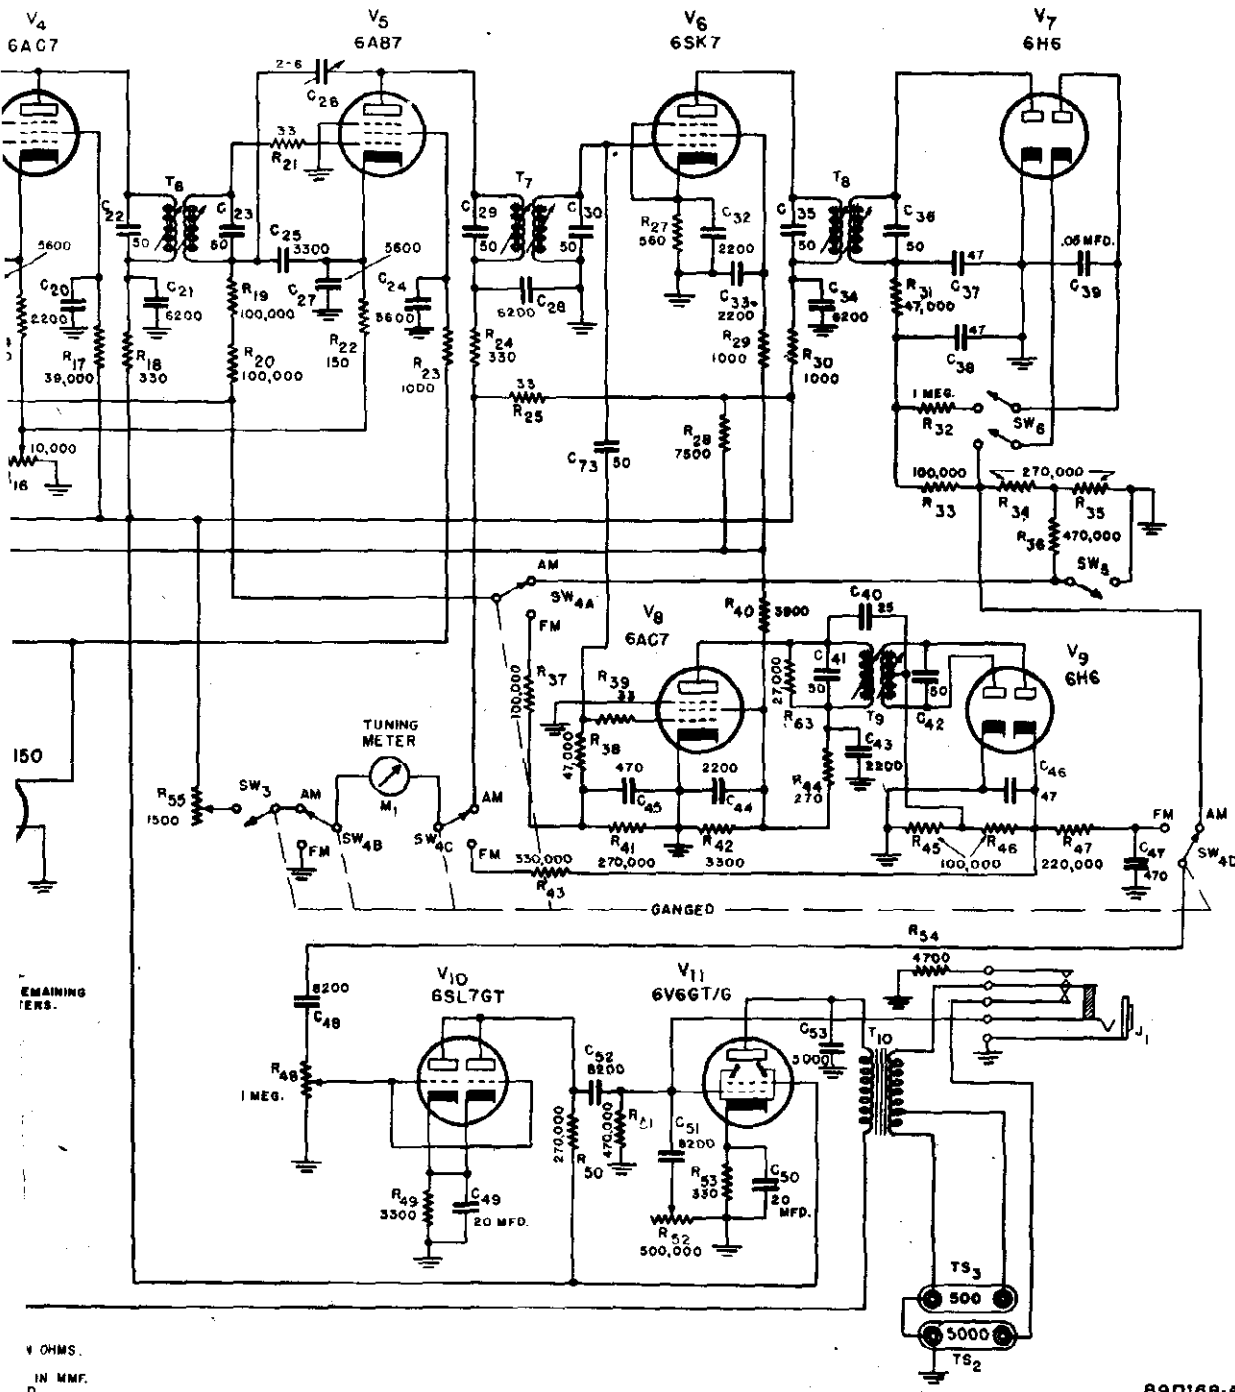 V4
6AC7
V5
6AB7
V6
6SK7
V7
6H6
2-6
C26
33
R21
T6
C22
50
C23
50
C25
3300
5600
C20
2200
C21
6200
R19
100,000
C27
5600
C24
5600
R17
39,000
R18
330
R20
100,000
R22
150
R23
1000
T7
C29
50
C30
50
C28
6200
R24
330
33
R25
R27
560
C32
2200
C33
2200
R29
1000
T8
C35
50
C36
50
C34
6200
R30
1000
R31
47,000
47
C37
.05 MFD.
C39
47
C38
1 MEG.
R32
SW6
100,000
R33
270,000
R34
R35
R36
470,000
SW5
10,000
16
C73
50
R28
7500
AM
SW4A
FM
R37
100,000
V8
6AC7
R39
33
R38
47,000
470
C45
2200
C44
R41
270,000
R42
3300
R40
3900
C40
25
C41
50
27,000
R63
T9
50
C42
C43
2200
R44
270
V9
6H6
C46
47
R45
R46
100,000
R47
220,000
FM
AM
C47
470
SW4D
150
R55
1500
SW3
AM
FM
SW4B
TUNING
METER
M1
SW4C
AM
FM
330,000
R43
GANGED
EMAINING
TERS.
8200
C48
R48
1 MEG.
V10
6SL7GT
R49
3300
C49
20 MFD.
270,000
R50
C52
8200
470,000
R51
V11
6V6GT/G
C51
8200
R52
500,000
R53
330
C50
20
MFD.
C53
5000
T10
R54
4700
J1
TS3
500
5000
TS2
OHMS.
IN MMF.